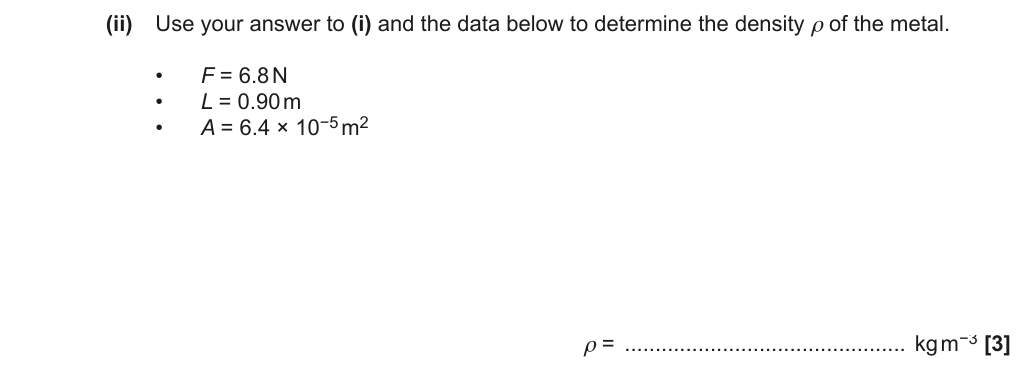 (ii) Use your answer to (i) and the data below to determine the density ρ of the metal.
• F = 6.8 N
• L = 0.90 m
• A = 6.4 × 10⁻⁵ m²
ρ = .............................................. kg m⁻³ [3]